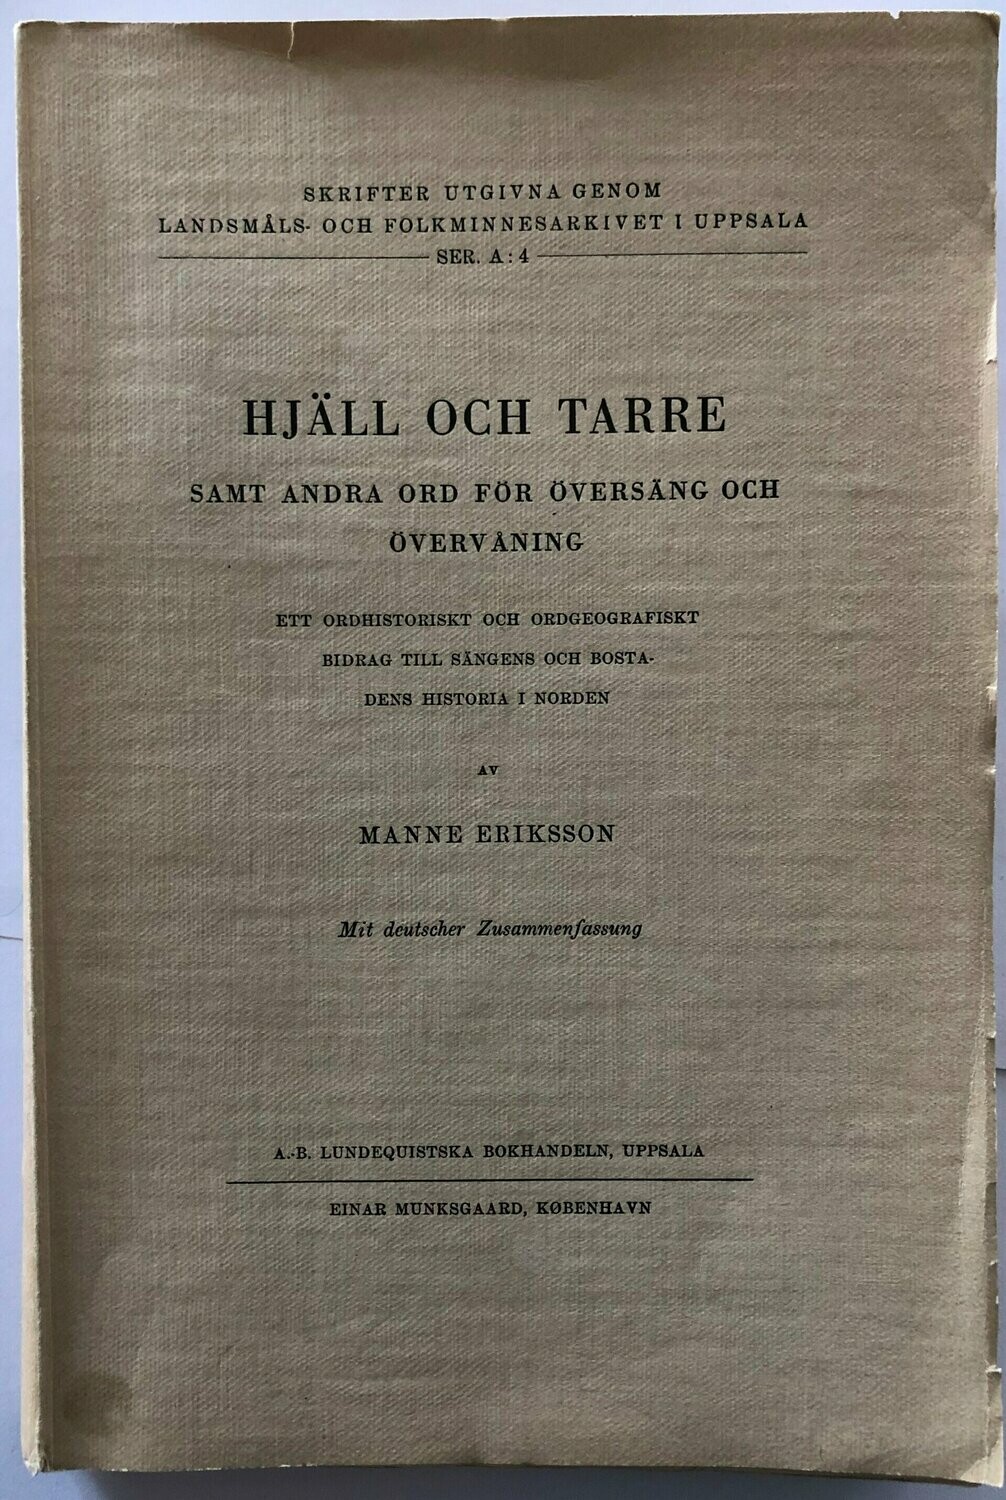 SKRIFTER UTGIVNA GENOM
LANDSMÅLS- OCH FOLKMINNESARKIVET I UPPSALA
SER. A : 4
HJÄLL OCH TARRE
SAMT ANDRA ORD FÖR ÖVERSÄNG OCH
ÖVERVÅNING
ETT ORDHISTORISKT OCH ORDGEOGRAFISKT
BIDRAG TILL SÄNGENS OCH BOSTA-
DENS HISTORIA I NORDEN
AV
MANNE ERIKSSON
Mit deutscher Zusammenfassung
A.-B. LUNDEQUISTSKA BOKHANDELN, UPPSALA
EINAR MUNKSGAARD, KØBENHAVN